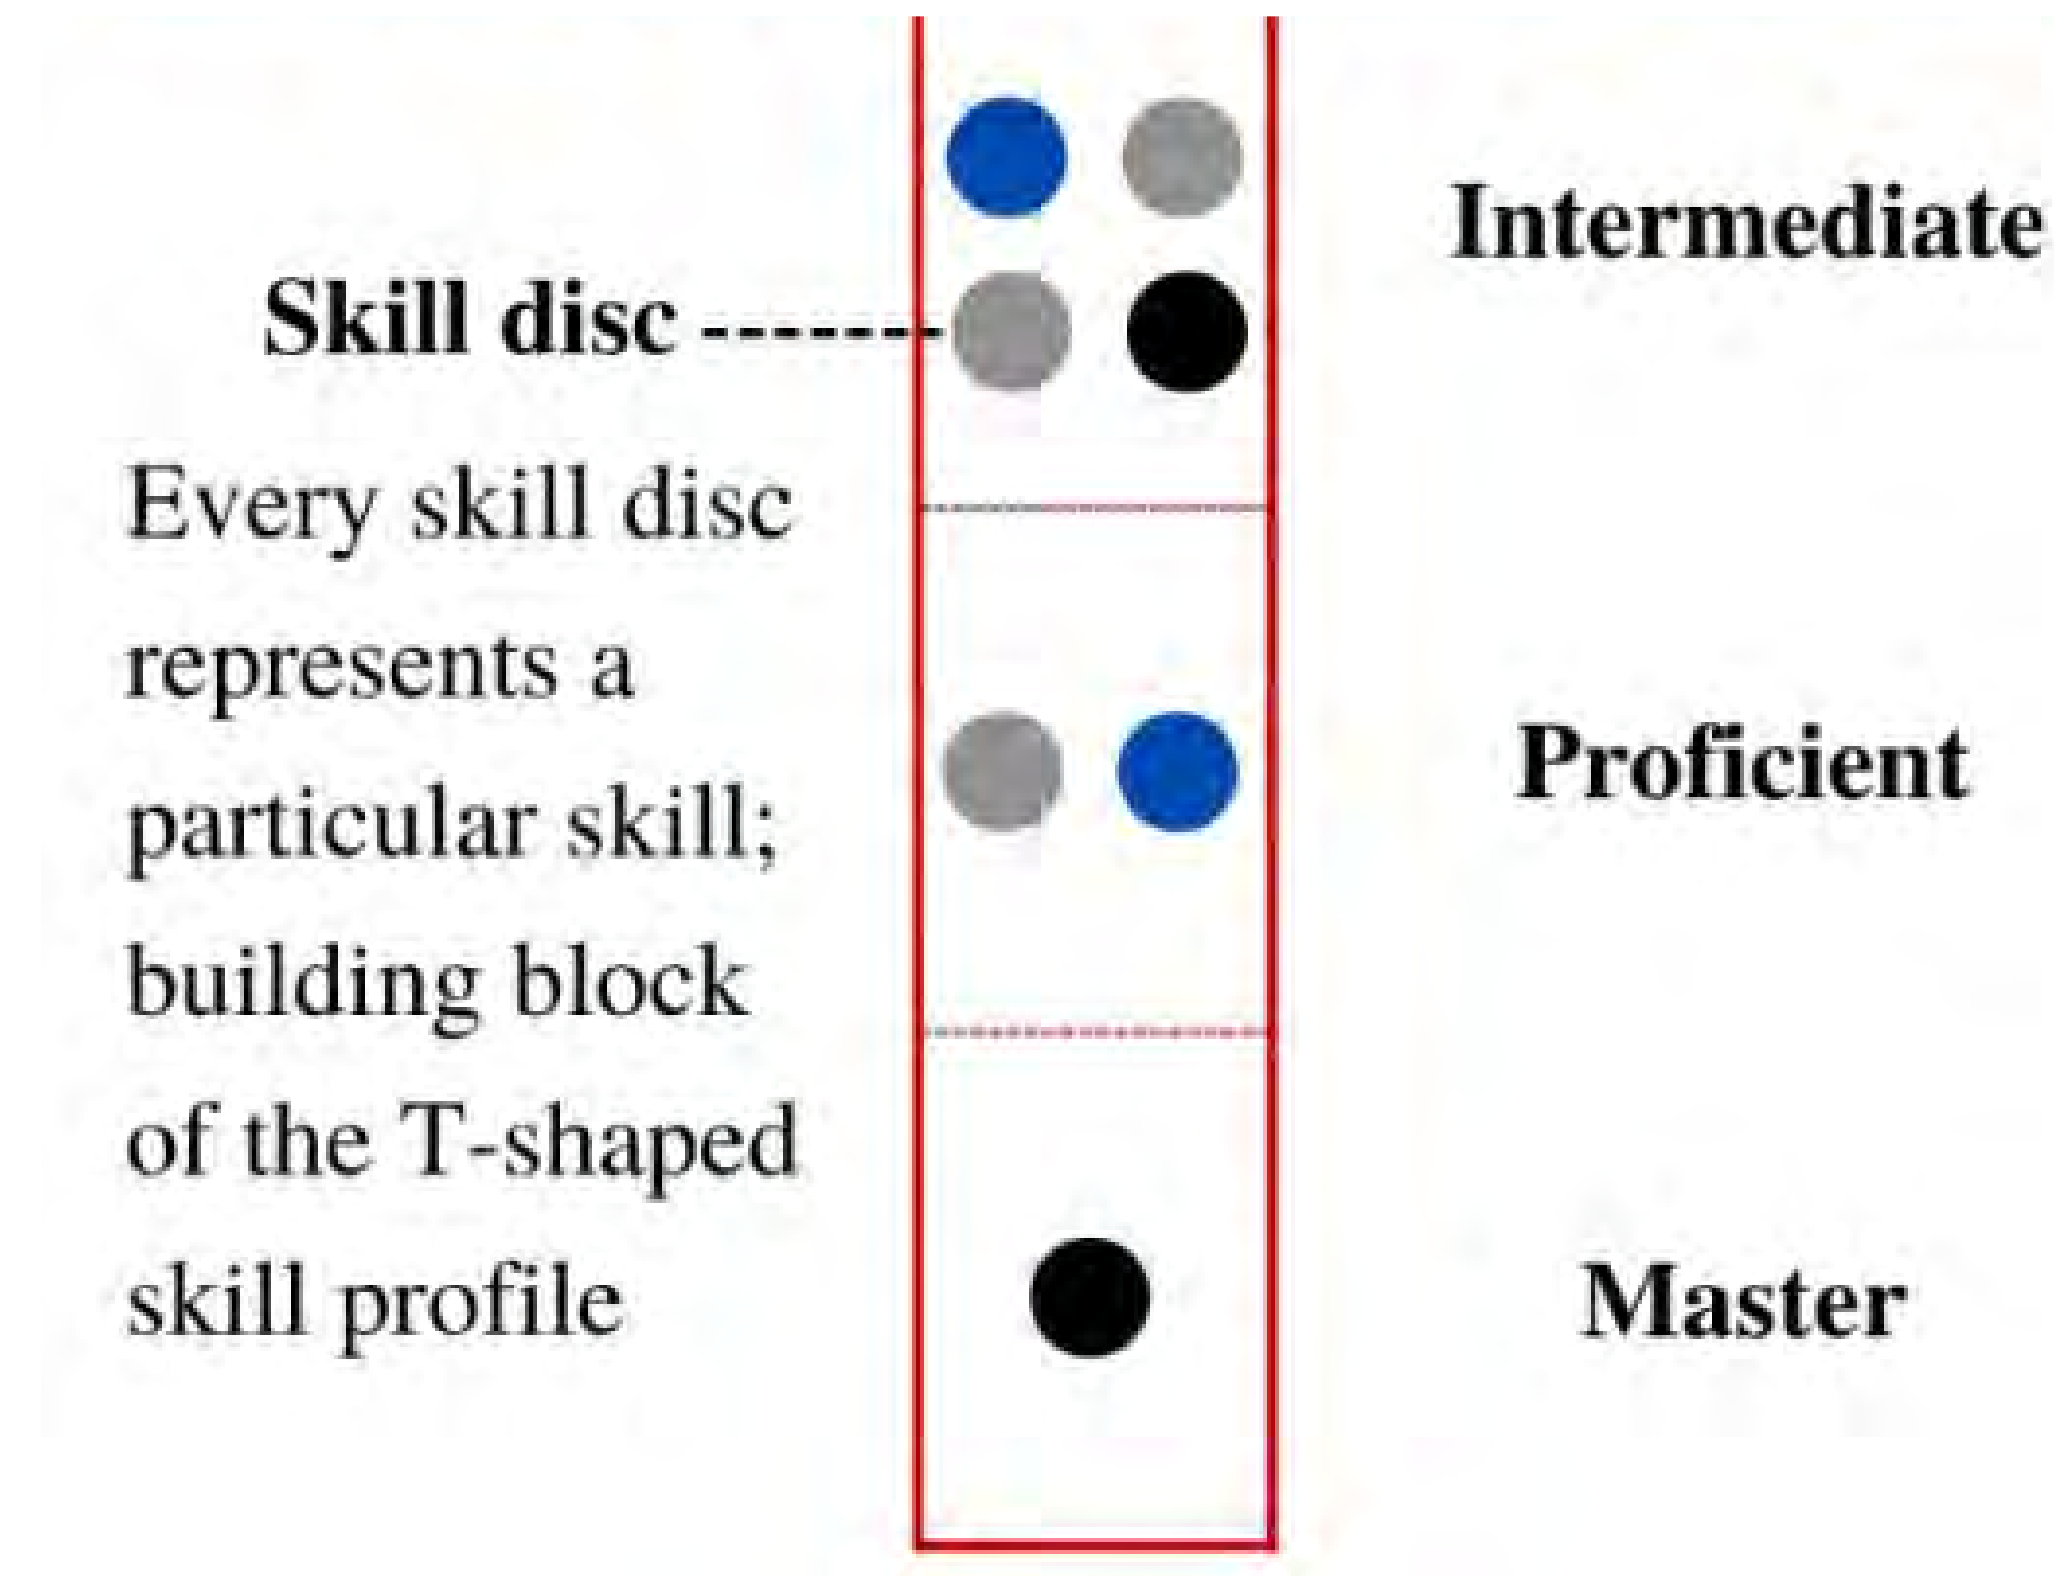 Intermediate
Skill disc
Every skill disc
represents a
particular skill;
building block
of the T-shaped
skill profile
Proficient
Master